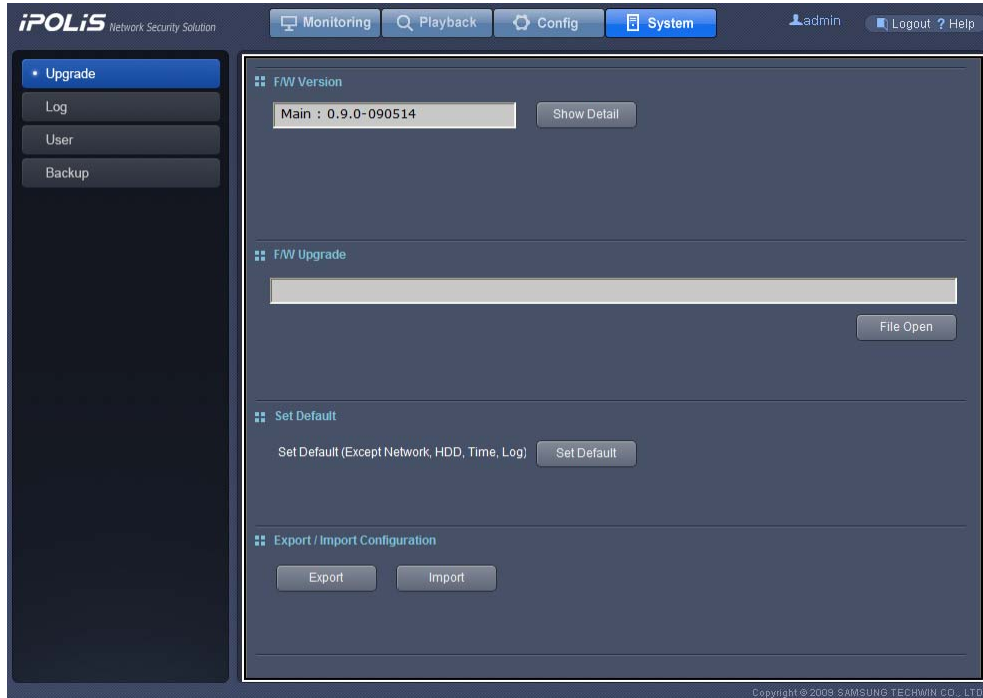 iPOLiS Network Security Solution
Monitoring
Playback
Config
System
admin
Logout
? Help
Upgrade
Log
User
Backup
F/W Version
Main : 0.9.0-090514
Show Detail
F/W Upgrade
File Open
Set Default
Set Default (Except Network, HDD, Time, Log)
Set Default
Export / Import Configuration
Export
Import
Copyright © 2009 SAMSUNG TECHWIN CO., LTD